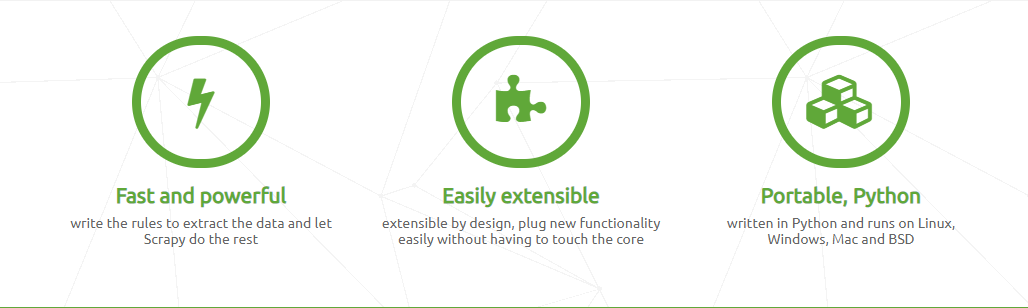 Fast and powerful
write the rules to extract the data and let
Scrapy do the rest
Easily extensible
extensible by design, plug new functionality
easily without having to touch the core
Portable, Python
written in Python and runs on Linux,
Windows, Mac and BSD